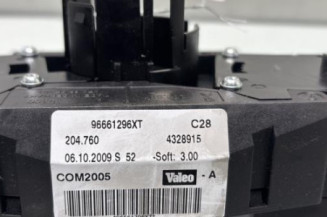 96661296XT C28
204.760 4328915
06.10.2009 S 52 -Soft: 3.00
COM2005 Valeo - A